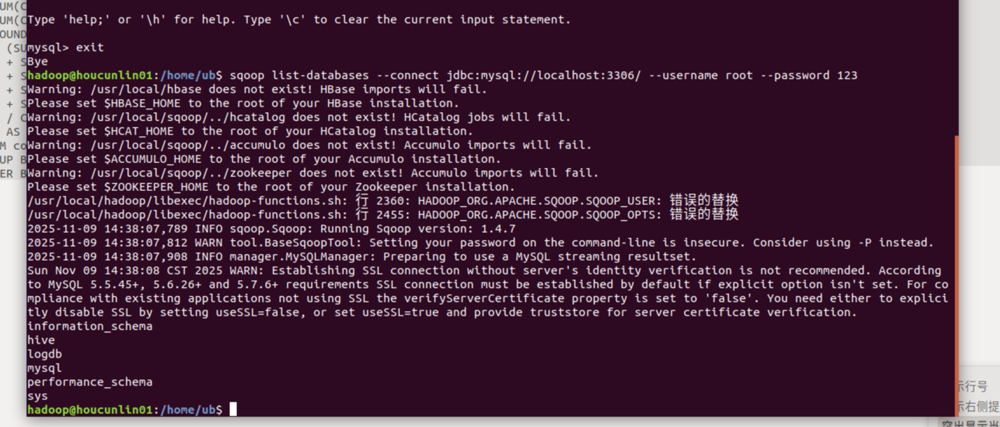 UM(C
UM(C
OUND
(SU
+ S
+ S
+ S
+ S
/ C
AS
M co
UP B
ER B
Type 'help;' or '\h' for help. Type '\c' to clear the current input statement.
mysql> exit
Bye
hadoop@houcunlin01:/home/ub$ sqoop list-databases --connect jdbc:mysql://localhost:3306/ --username root --password 123
Warning: /usr/local/hbase does not exist! HBase imports will fail.
Please set $HBASE_HOME to the root of your HBase installation.
Warning: /usr/local/sqoop/../hcatalog does not exist! HCatalog jobs will fail.
Please set $HCAT_HOME to the root of your HCatalog installation.
Warning: /usr/local/sqoop/../accumulo does not exist! Accumulo imports will fail.
Please set $ACCUMULO_HOME to the root of your Accumulo installation.
Warning: /usr/local/sqoop/../zookeeper does not exist! Accumulo imports will fail.
Please set $ZOOKEEPER_HOME to the root of your Zookeeper installation.
/usr/local/hadoop/libexec/hadoop-functions.sh: 行 2360: HADOOP_ORG.APACHE.SQOOP.SQOOP_USER: 错误的替换
/usr/local/hadoop/libexec/hadoop-functions.sh: 行 2455: HADOOP_ORG.APACHE.SQOOP.SQOOP_OPTS: 错误的替换
2025-11-09 14:38:07,789 INFO sqoop.Sqoop: Running Sqoop version: 1.4.7
2025-11-09 14:38:07,812 WARN tool.BaseSqoopTool: Setting your password on the command-line is insecure. Consider using -P instead.
2025-11-09 14:38:07,908 INFO manager.MySQLManager: Preparing to use a MySQL streaming resultset.
Sun Nov 09 14:38:08 CST 2025 WARN: Establishing SSL connection without server's identity verification is not recommended. According
to MySQL 5.5.45+, 5.6.26+ and 5.7.6+ requirements SSL connection must be established by default if explicit option isn't set. For co
mpliance with existing applications not using SSL the verifyServerCertificate property is set to 'false'. You need either to explici
tly disable SSL by setting useSSL=false, or set useSSL=true and provide truststore for server certificate verification.
information_schema
hive
logdb
mysql
performance_schema
sys
hadoop@houcunlin01:/home/ub$
示行号
示右侧提
突出显示当